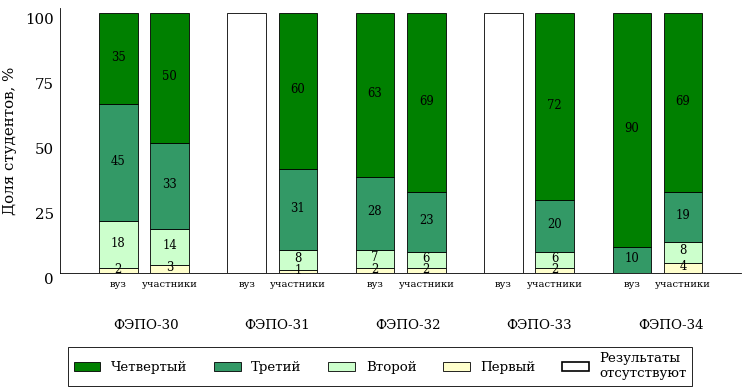 Доля студентов, %
100
75
50
25
0
35 45 18 2
50 33 14 3
60 31 8 1
63 28 7 2
69 23 6 2
72 20 6 2
90 10
69 19 8 4
вуз участники вуз участники вуз участники вуз участники вуз участники
ФЭПО-30 ФЭПО-31 ФЭПО-32 ФЭПО-33 ФЭПО-34
Четвертый Третий Второй Первый Результаты
отсутствуют